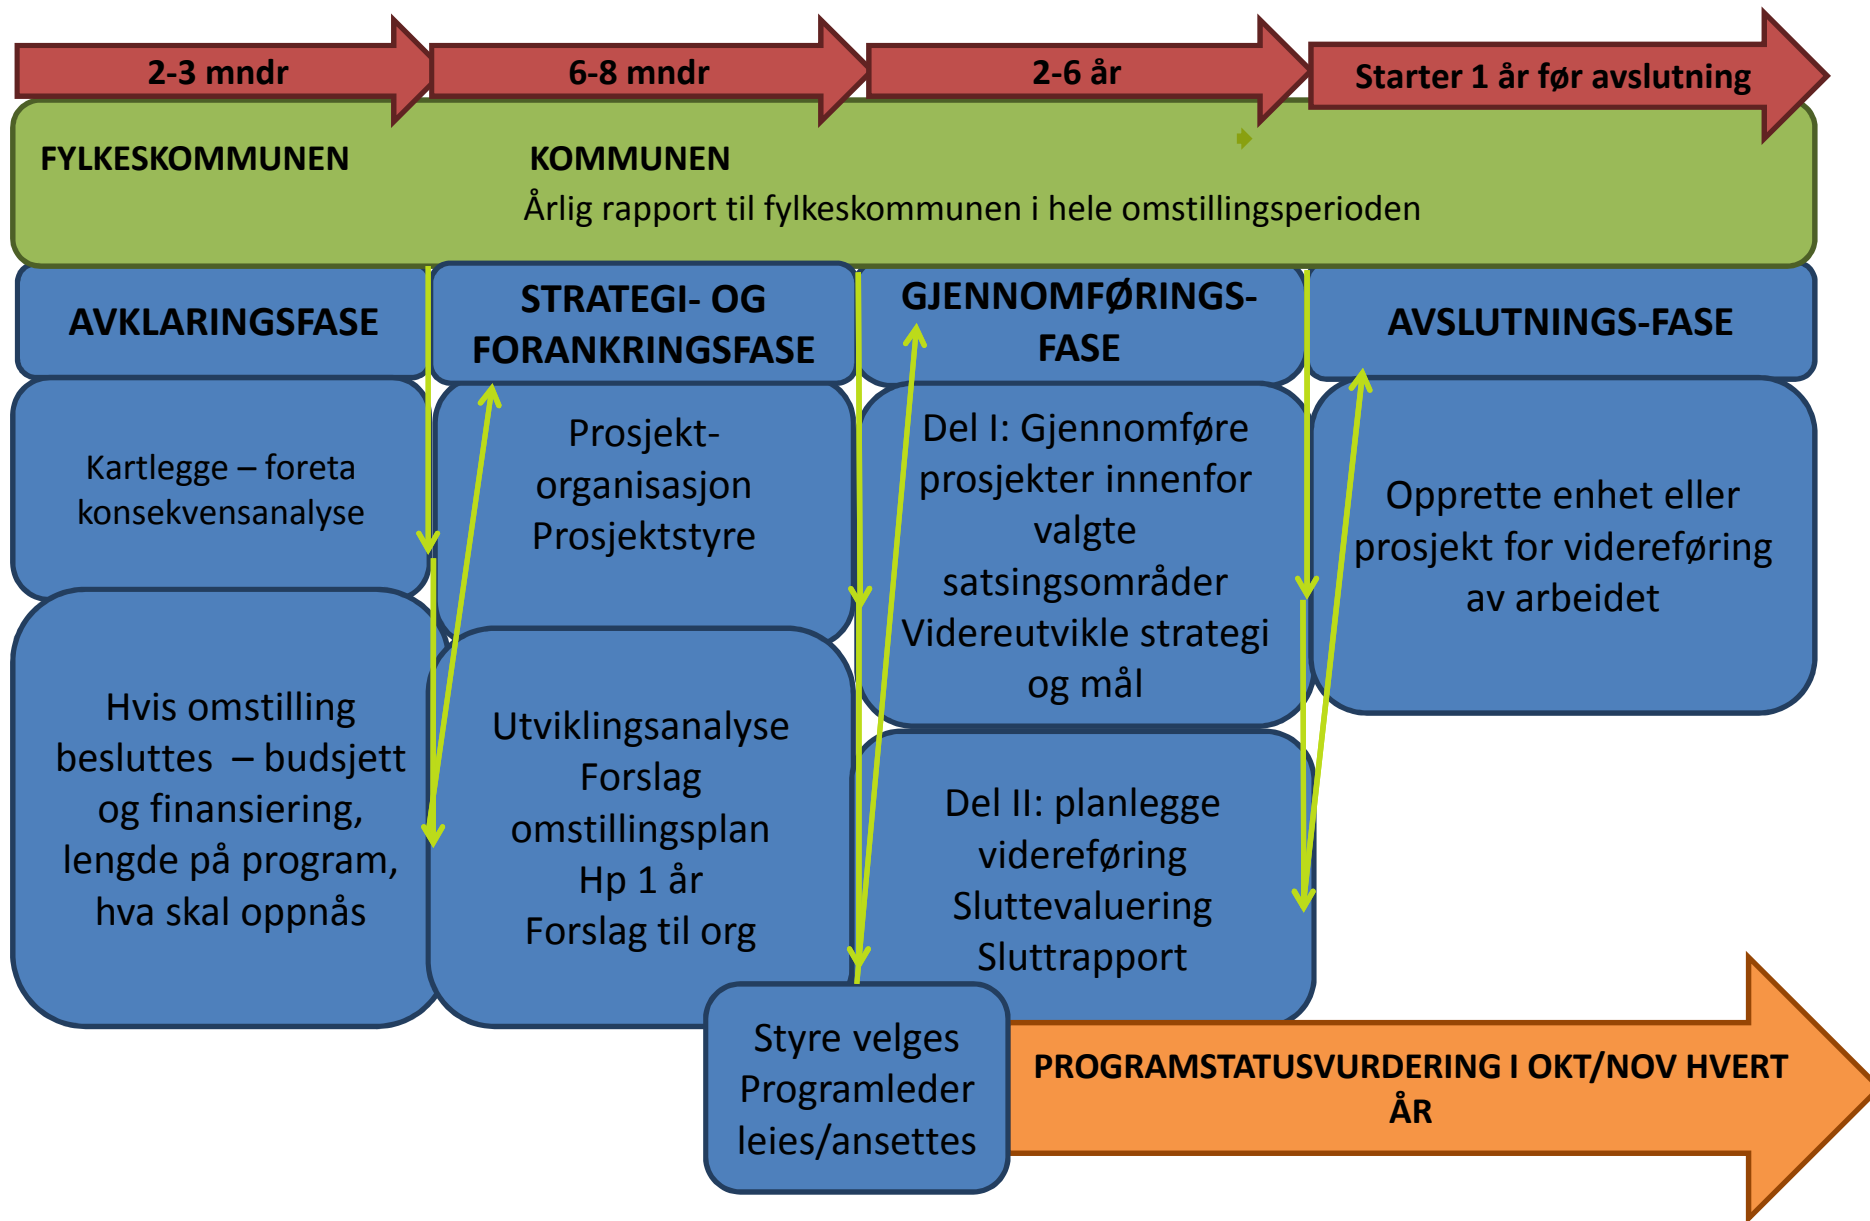 2-3 mndr
6-8 mndr
2-6 år
Starter 1 år før avslutning
FYLKESKOMMUNEN
KOMMUNEN
Årlig rapport til fylkeskommunen i hele omstillingsperioden
AVKLARINGSFASE
STRATEGI- OG
FORANKRINGSFASE
GJENNOMFØRINGS-
FASE
AVSLUTNINGS-FASE
Kartlegge – foreta
konsekvensanalyse
Hvis omstilling
besluttes – budsjett
og finansiering,
lengde på program,
hva skal oppnås
Prosjekt-
organisasjon
Prosjektstyre
Utviklingsanalyse
Forslag
omstillingsplan
Hp 1 år
Forslag til org
Del I: Gjennomføre
prosjekter innenfor
valgte
satsingsområder
Videreutvikle strategi
og mål
Del II: planlegge
videreføring
Sluttevaluering
Sluttrapport
Opprette enhet eller
prosjekt for videreføring
av arbeidet
Styre velges
Programleder
leies/ansettes
PROGRAMSTATUSVURDERING I OKT/NOV HVERT
ÅR